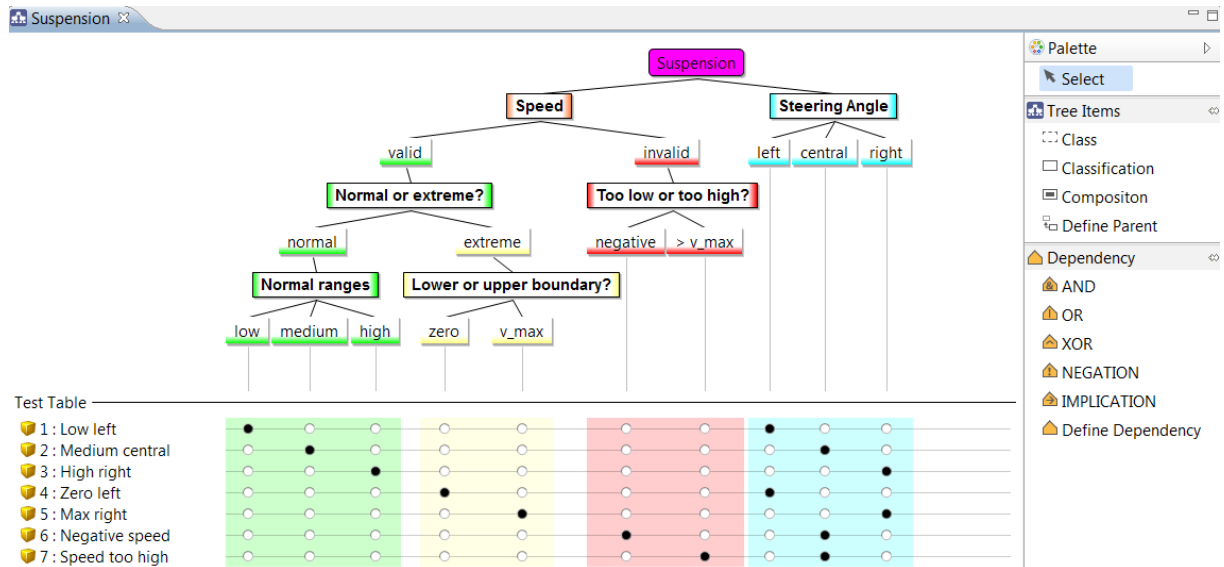 Suspension
Suspension
Speed
Steering Angle
valid
invalid
left
central
right
Normal or extreme?
Too low or too high?
normal
extreme
negative
> v_max
Normal ranges
Lower or upper boundary?
low
medium
high
zero
v_max
Test Table
1 : Low left
2 : Medium central
3 : High right
4 : Zero left
5 : Max right
6 : Negative speed
7 : Speed too high
Palette
Select
Tree Items
Class
Classification
Compositon
Define Parent
Dependency
AND
OR
XOR
NEGATION
IMPLICATION
Define Dependency